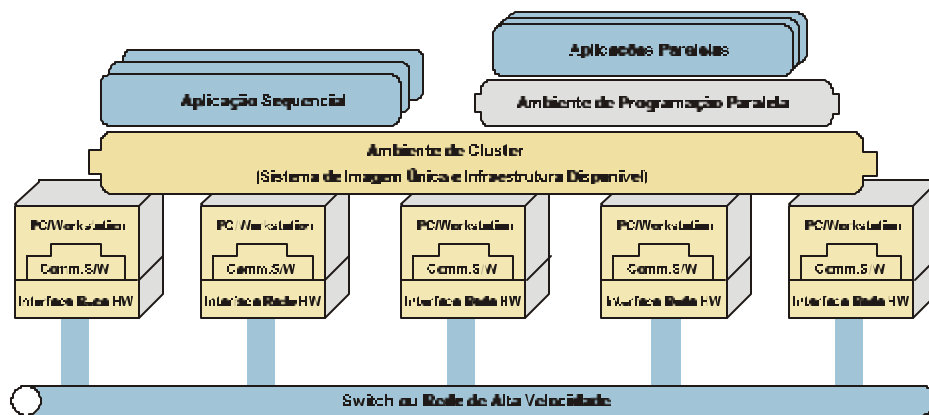 Aplicações Paralelas
Aplicação Sequencial
Ambiente de Programação Paralela
Ambiente de Cluster
(Sistema de Imagem Única e Infraestrutura Disponível)
PC/Workstation
PC/Workstation
PC/Workstation
PC/Workstation
PC/Workstation
Comm.S/W
Comm.S/W
Comm.S/W
Comm.S/W
Comm.S/W
Interface Rede HW
Interface Rede HW
Interface Rede HW
Interface Rede HW
Interface Rede HW
Switch ou Rede de Alta Velocidade